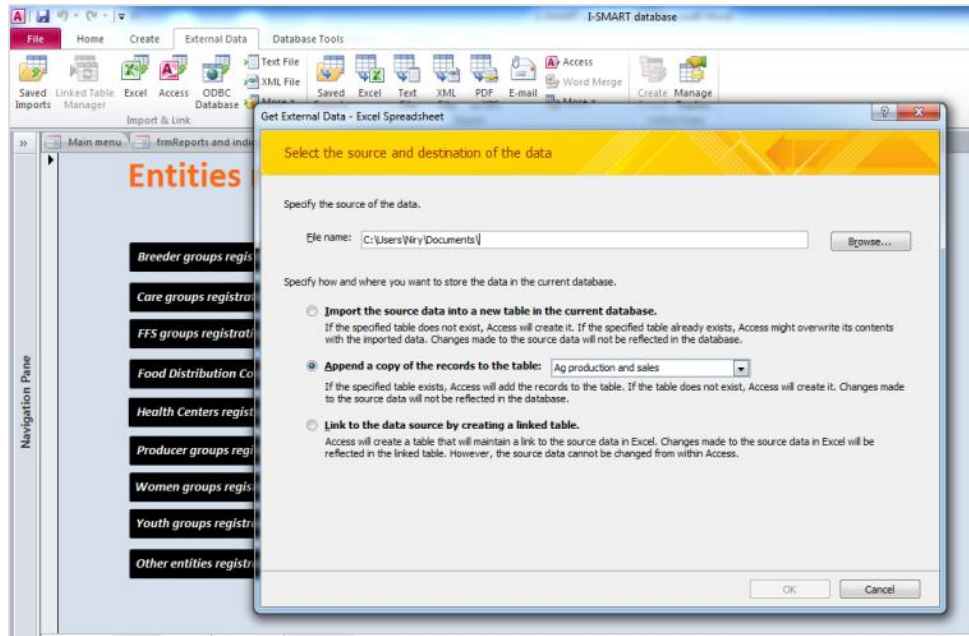 I-SMART database
File Home Create External Data Database Tools
Text File
XML File
Access
Word Merge
Saved Imports
Linked Table Manager
Excel
Access
ODBC Database
Saved
Excel
Text
XML
PDF
E-mail
Create
Manage
More
Import & Link
Get External Data - Excel Spreadsheet
Main menu
frmReports and indi
Select the source and destination of the data
Entities
Specify the source of the data.
File name: C:\Users\Niry\Documents\
Browse...
Breeder groups regis
Specify how and where you want to store the data in the current database.
Care groups registra
Import the source data into a new table in the current database.
If the specified table does not exist, Access will create it. If the specified table already exists, Access might overwrite its contents
with the imported data. Changes made to the source data will not be reflected in the database.
FFS groups registrati
Append a copy of the records to the table: Ag production and sales
Food Distribution Co
If the specified table exists, Access will add the records to the table. If the table does not exist, Access will create it. Changes made
to the source data will not be reflected in the database.
Health Centers regist
Link to the data source by creating a linked table.
Access will create a table that will maintain a link to the source data in Excel. Changes made to the source data in Excel will be
reflected in the linked table. However, the source data cannot be changed from within Access.
Producer groups regi
Women groups regis
Youth groups registr
Other entities registr
Navigation Pane
OK Cancel